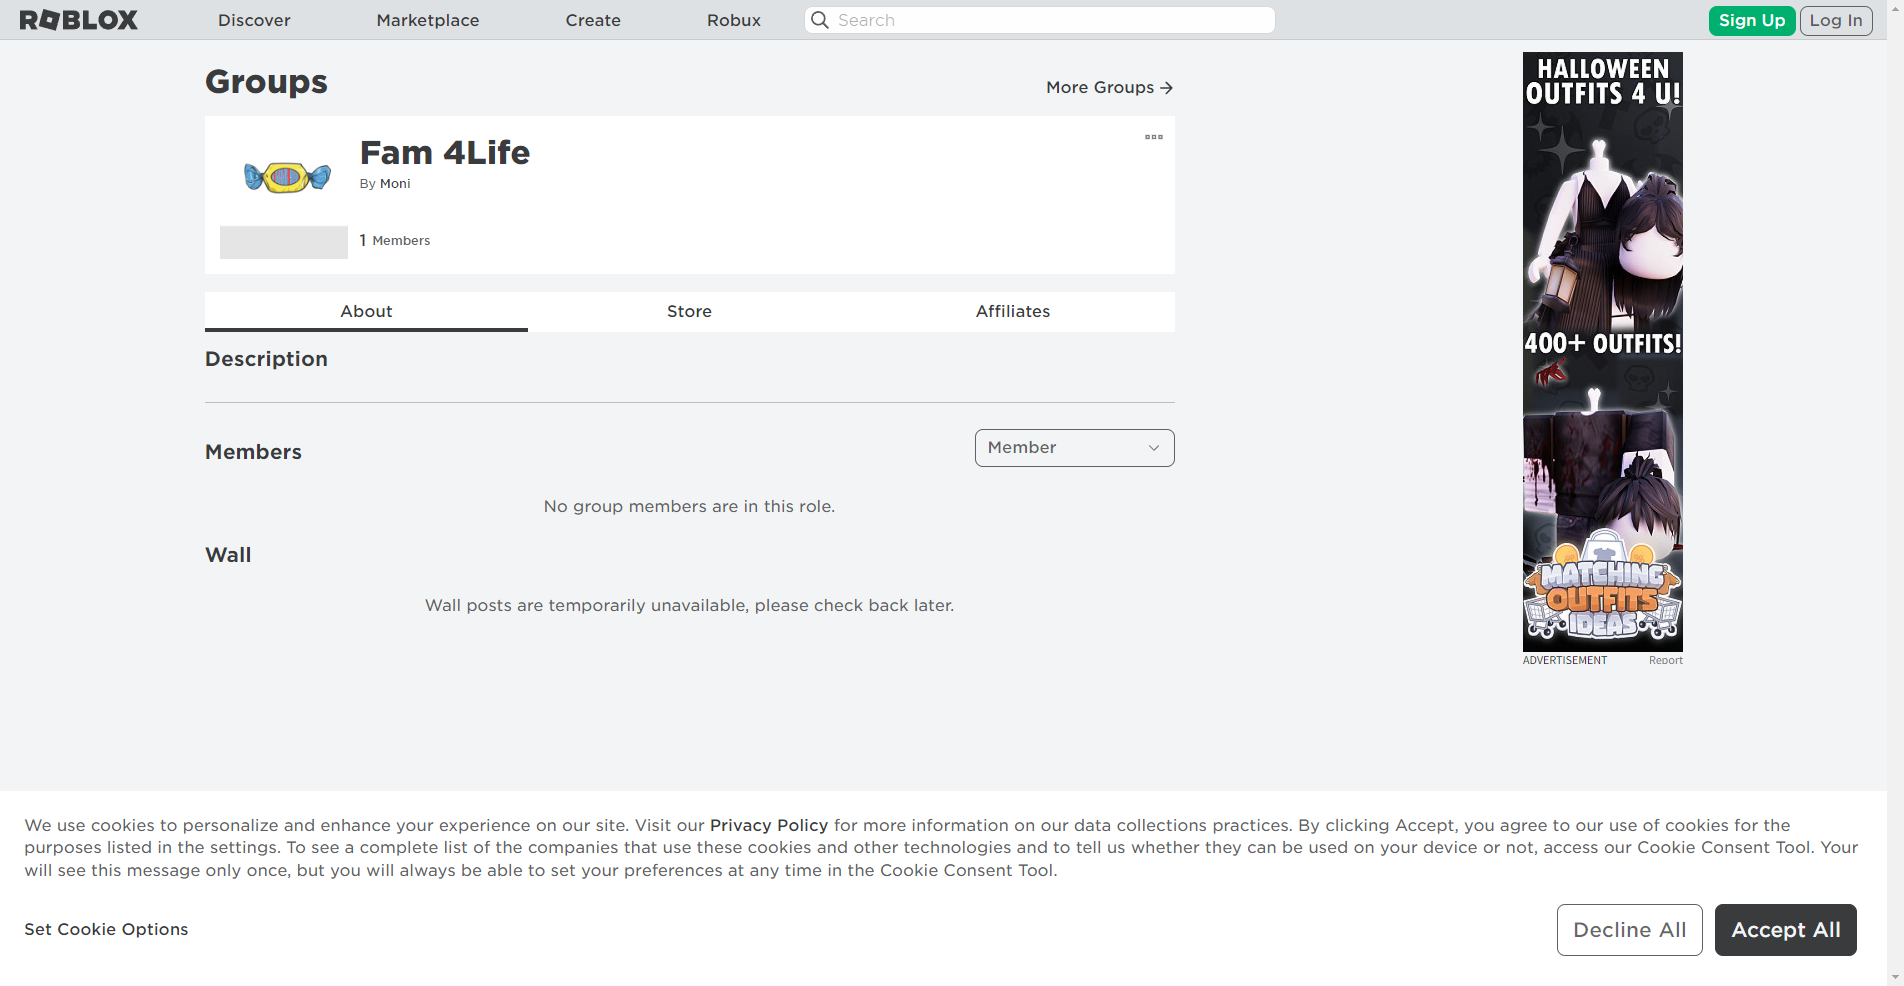 ROBLOX
Discover
Marketplace
Create
Robux
Search
Sign Up
Log In
Groups
More Groups →
Fam 4Life
By Moni
1 Members
About
Store
Affiliates
Description
Members
Member
No group members are in this role.
Wall
Wall posts are temporarily unavailable, please check back later.
HALLOWEEN
OUTFITS 4 U!
400+ OUTFITS!
MATCHING
OUTFITS
IDEAS
ADVERTISEMENT
Report
We use cookies to personalize and enhance your experience on our site. Visit our Privacy Policy for more information on our data collections practices. By clicking Accept, you agree to our use of cookies for the
purposes listed in the settings. To see a complete list of the companies that use these cookies and other technologies and to tell us whether they can be used on your device or not, access our Cookie Consent Tool. Your
will see this message only once, but you will always be able to set your preferences at any time in the Cookie Consent Tool.
Set Cookie Options
Decline All
Accept All